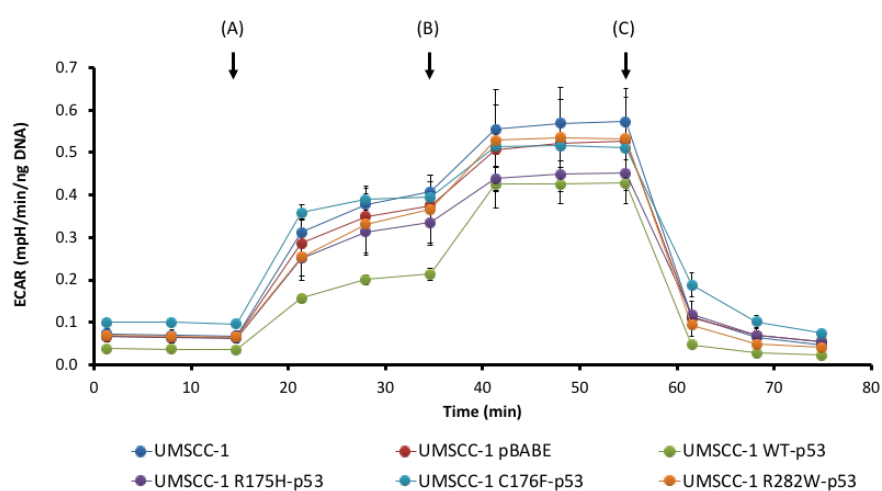 (A) (B) (C)
0.7
0.6
0.5
0.4
0.3
0.2
0.1
0.0
ECAR (mpH/min/ng DNA)
0 10 20 30 40 50 60 70 80
Time (min)
UMSCC-1 UMSCC-1 pBABE UMSCC-1 WT-p53
UMSCC-1 R175H-p53 UMSCC-1 C176F-p53 UMSCC-1 R282W-p53